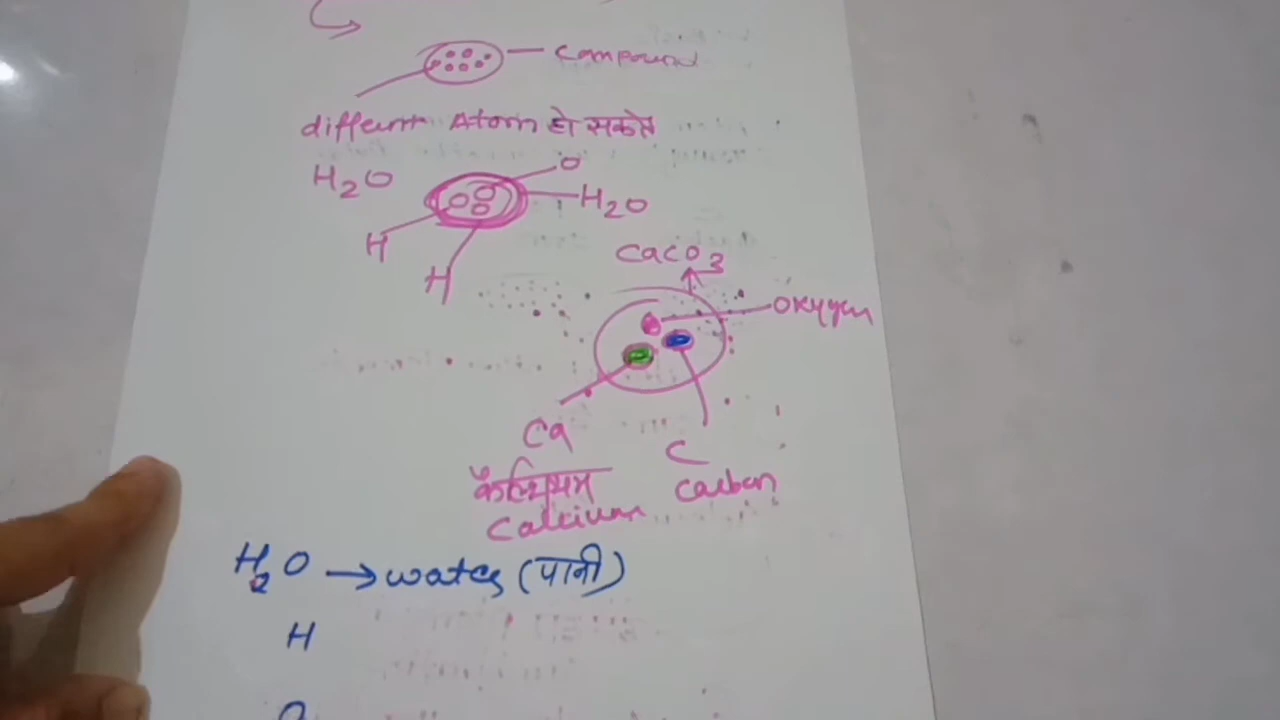 Compound
different Atom हो सकते
H2O
O
H2O
H
H
CaCO3
Oxygen
Ca
C
कैल्शियम
Carbon
Calcium
H2O → water (पानी)
H
O